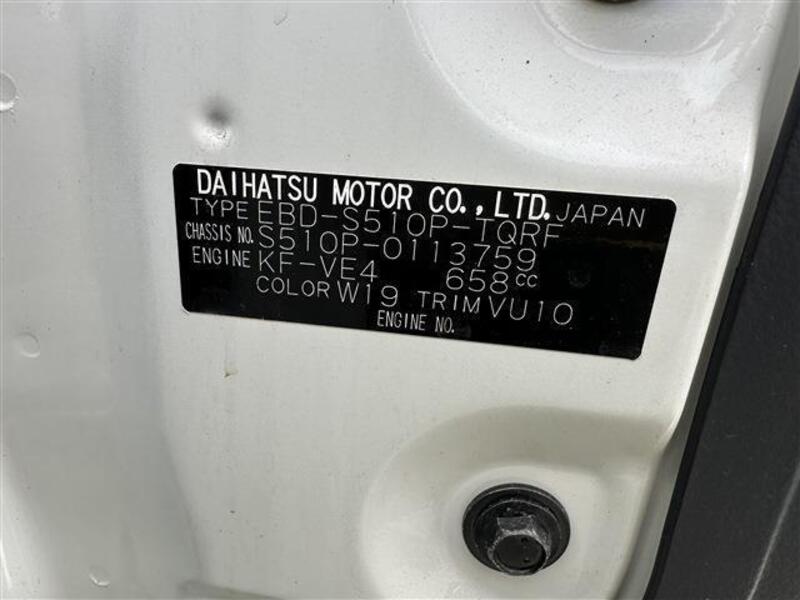 DAIHATSU MOTOR CO., LTD. JAPAN
TYPE EBD-S510P-TQRF
CHASSIS NO. S510P-0113759
ENGINE KF-VE4 658cc
COLOR W19 TRIM VU10
ENGINE NO.